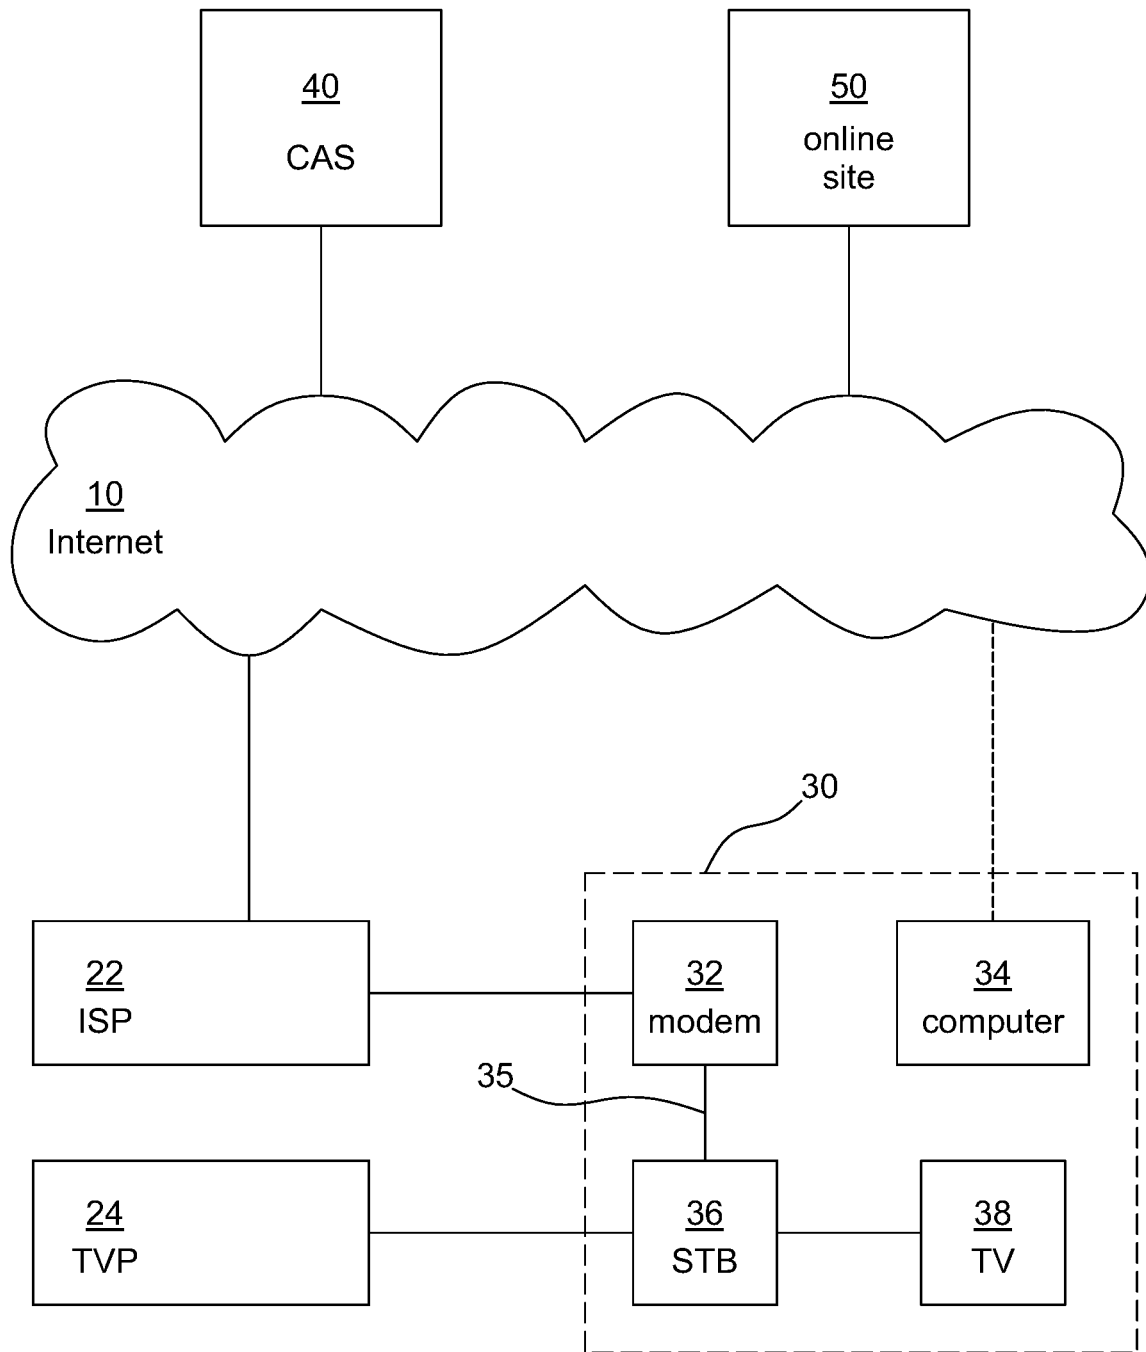 40
CAS
50
online
site
10
Internet
30
22
ISP
32
modem
34
computer
35
24
TVP
36
STB
38
TV